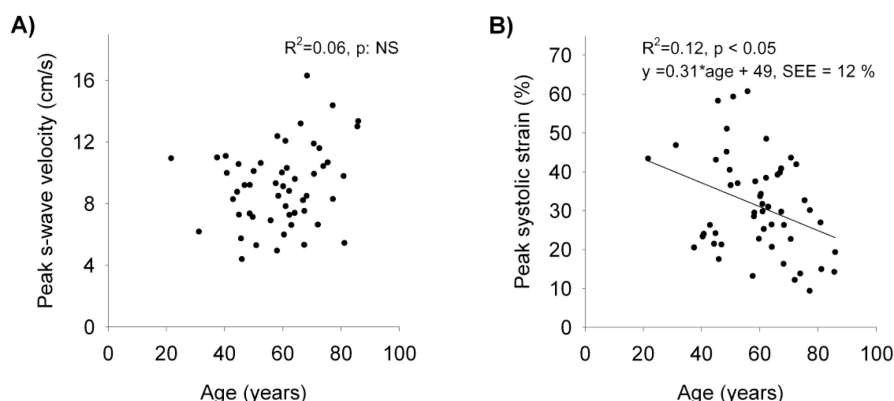 A)
R²=0.06, p: NS
Peak s-wave velocity (cm/s)
16
12
8
4
0
0 20 40 60 80 100
Age (years)
B)
R²=0.12, p < 0.05
y =0.31*age + 49, SEE = 12 %
Peak systolic strain (%)
70
60
50
40
30
20
10
0
0 20 40 60 80 100
Age (years)